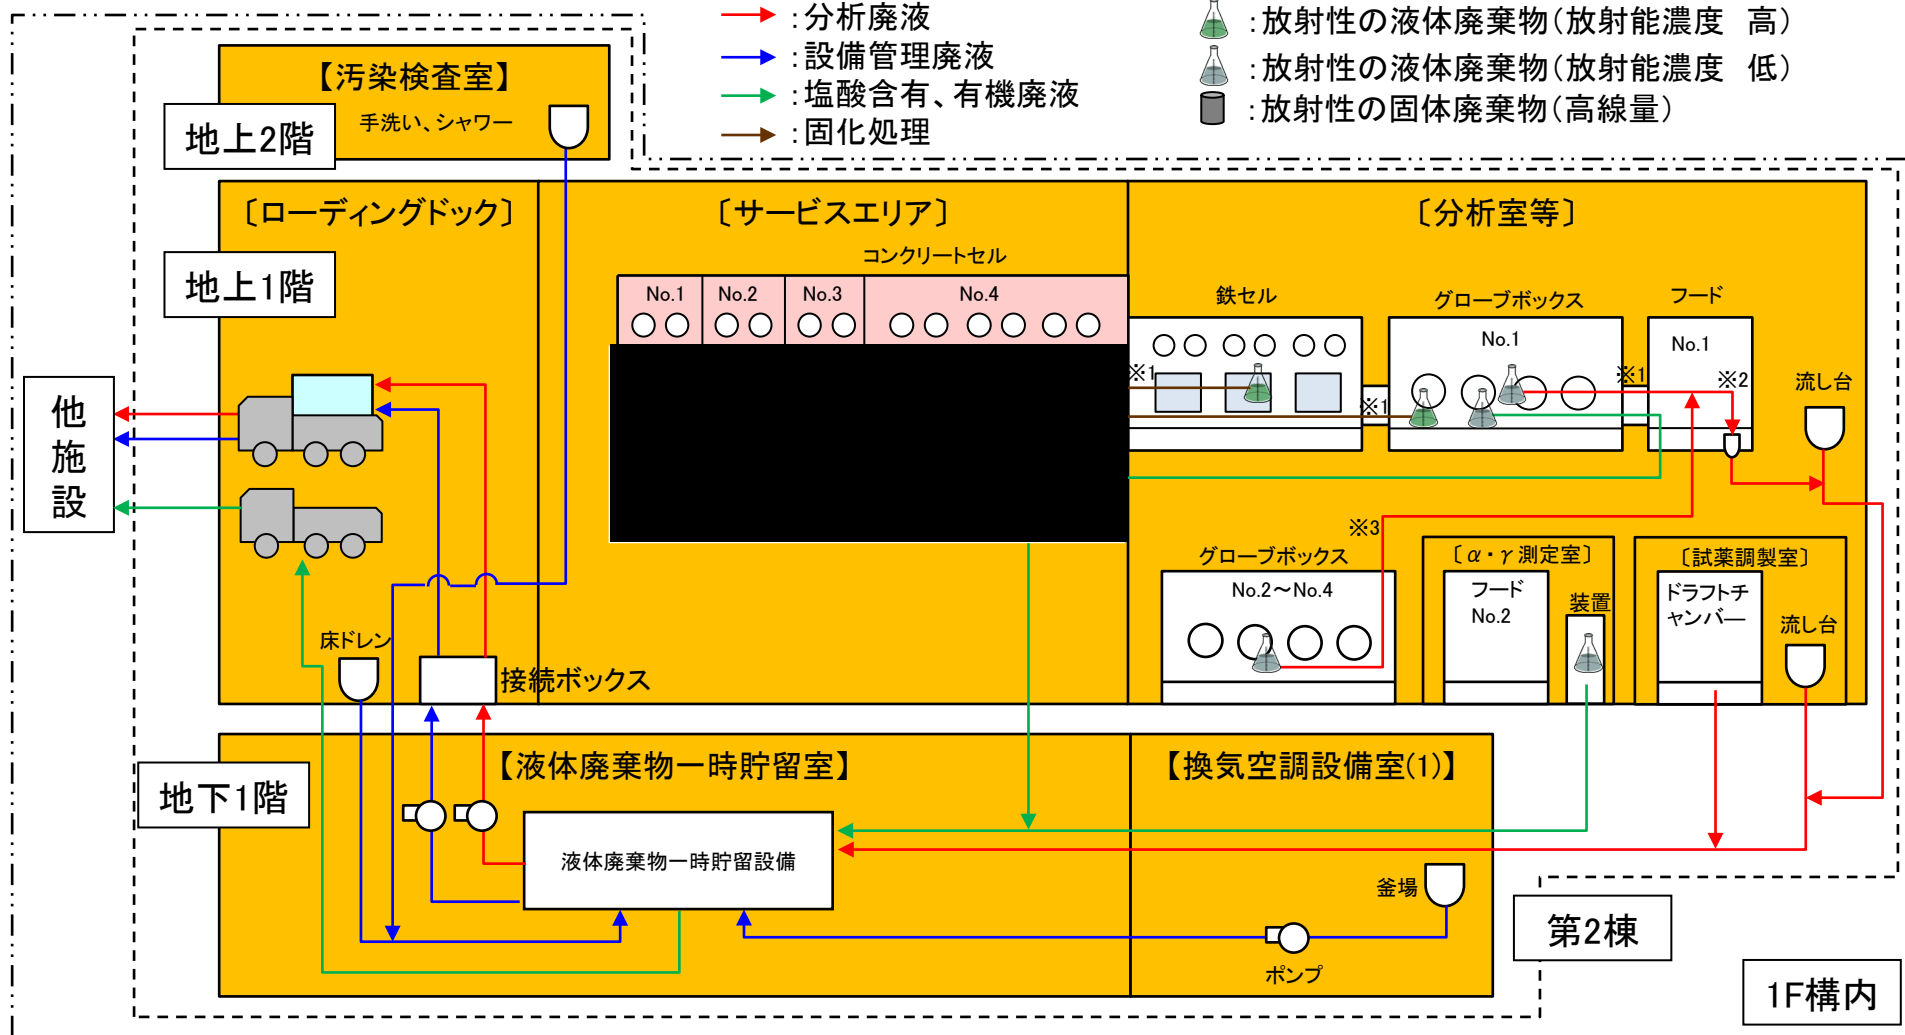 ：分析廃液
：設備管理廃液
：塩酸含有、有機廃液
：固化処理
：放射性の液体廃棄物（放射能濃度　高）
：放射性の液体廃棄物（放射能濃度　低）
：放射性の固体廃棄物（高線量）
【汚染検査室】
手洗い、シャワー
地上2階
〔ローディングドック〕
〔サービスエリア〕
〔分析室等〕
地上1階
コンクリートセル
No.1
No.2
No.3
No.4
鉄セル
グローブボックス
No.1
フード
No.1
※1
※1
※1
※2
流し台
他施設
※3
グローブボックス
No.2～No.4
〔α・γ測定室〕
フード
No.2
装置
〔試薬調製室〕
ドラフトチ
ャンバー
流し台
床ドレン
接続ボックス
地下1階
【液体廃棄物一時貯留室】
【換気空調設備室(1)】
液体廃棄物一時貯留設備
釜場
ポンプ
第2棟
1F構内